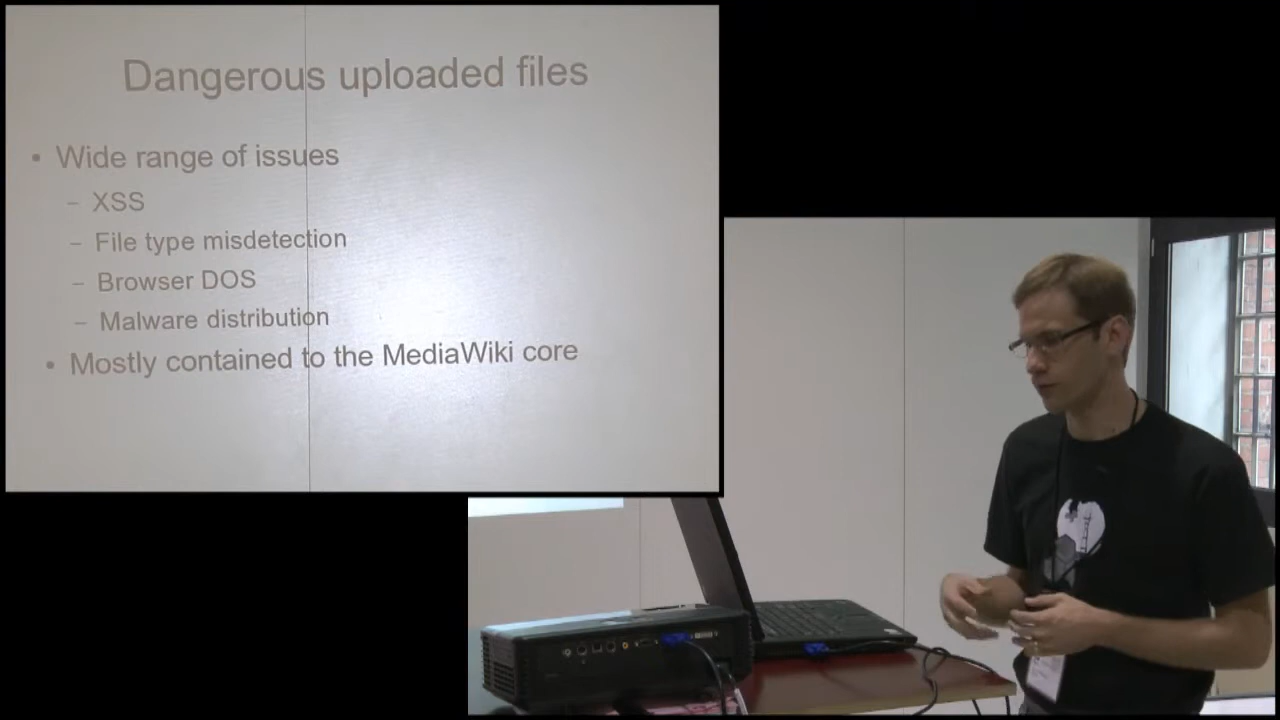 Dangerous uploaded files
• Wide range of issues
– XSS
– File type misdetection
– Browser DOS
– Malware distribution
• Mostly contained to the MediaWiki core